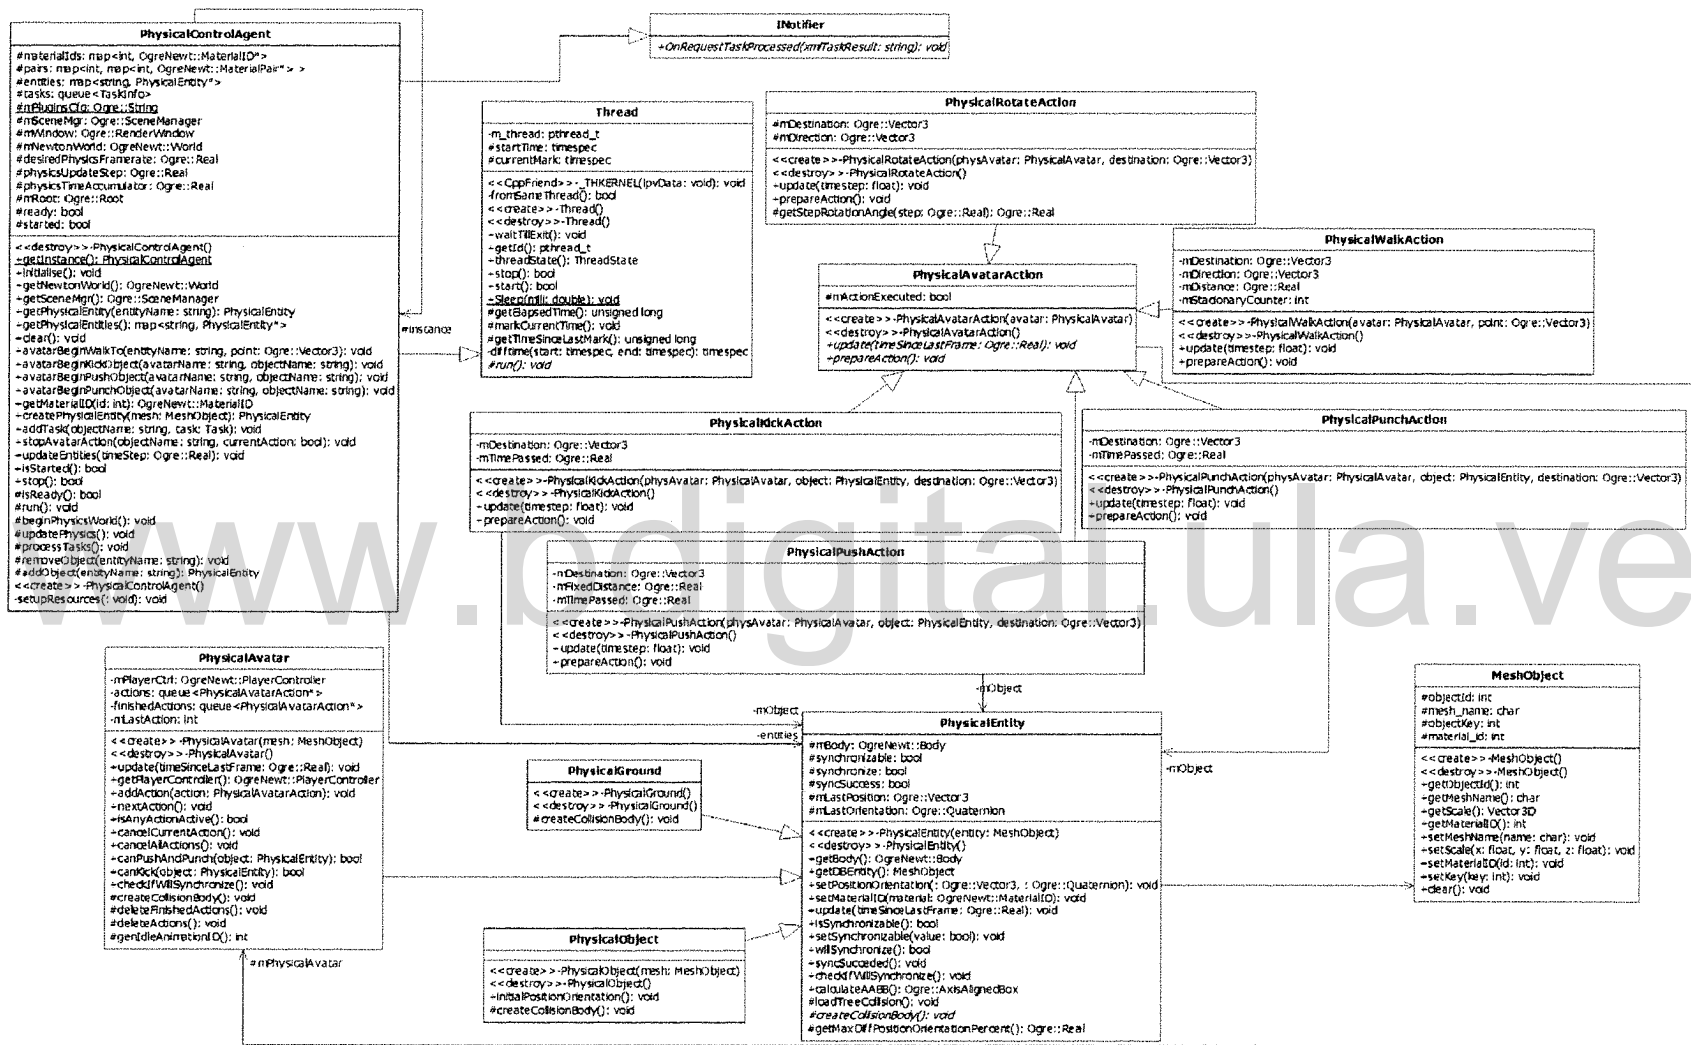 PhysicalControlAgent
#materialIds: map<int, OgreNewt::MaterialID*>
#pairs: map<int, map<int, OgreNewt::MaterialPair*> >
#entities: map<string, PhysicalEntity*>
#tasks: queue<TaskInfo>
#mPluginsCfg: Ogre::String
#mSceneMgr: Ogre::SceneManager
#mWindow: Ogre::RenderWindow
#mNewtonWorld: OgreNewt::World
#desiredPhysicsFramerate: Ogre::Real
#physicsUpdateStep: Ogre::Real
#physicsTimeAccumulator: Ogre::Real
#mRoot: Ogre::Root
#ready: bool
#started: bool
<<destroy>>-PhysicalControlAgent()
+getInstance(): PhysicalControlAgent
+initialise(): void
+getNewtonWorld(): OgreNewt::World
+getSceneMgr(): Ogre::SceneManager
+getPhysicalEntity(entityName: string): PhysicalEntity
+getPhysicalEntities(): map<string, PhysicalEntity*>
+clear(): void
+avatarBeginWalkTo(entityName: string, point: Ogre::Vector3): void
+avatarBeginKickObject(avatarName: string, objectName: string): void
+avatarBeginPushObject(avatarName: string, objectName: string): void
+avatarBeginPunchObject(avatarName: string, objectName: string): void
+getMaterialID(id: int): OgreNewt::MaterialID
+createPhysicalEntity(mesh: MeshObject): PhysicalEntity
+addTask(objectName: string, task: Task): void
+stopAvatarAction(objectName: string, currentAction: bool): void
+updateEntities(timeStep: Ogre::Real): void
+isStarted(): bool
+stop(): bool
#isReady(): bool
#run(): void
#beginPhysicsWorld(): void
#updatePhysics(): void
#processTasks(): void
#removeObject(entityName: string): void
#addObject(entityName: string): PhysicalEntity
<<create>>-PhysicalControlAgent()
-setupResources(: void): void
#instance
INotifier
+OnRequestTaskProcessed(xmlTaskResult: string): void
Thread
-m_thread: pthread_t
#startTime: timespec
#currentMark: timespec
<<CppFriend>>-_THKERNEL(lpvData: void): void
-fromSameThread(): bool
<<create>>-Thread()
<<destroy>>-Thread()
+waitTillExit(): void
+getId(): pthread_t
+threadState(): ThreadState
+stop(): bool
+start(): bool
+Sleep(mili: double): void
#getElapsedTime(): unsigned long
#markCurrentTime(): void
#getTimeSinceLastMark(): unsigned long
-difftime(start: timespec, end: timespec): timespec
#run(): void
PhysicalRotateAction
#mDestination: Ogre::Vector3
#mDirection: Ogre::Vector3
<<create>>-PhysicalRotateAction(physAvatar: PhysicalAvatar, destination: Ogre::Vector3)
<<destroy>>-PhysicalRotateAction()
+update(timestep: float): void
+prepareAction(): void
#getStepRotationAngle(step: Ogre::Real): Ogre::Real
PhysicalWalkAction
-mDestination: Ogre::Vector3
-mDirection: Ogre::Vector3
-mDistance: Ogre::Real
-mStacionaryCounter: int
<<create>>-PhysicalWalkAction(avatar: PhysicalAvatar, point: Ogre::Vector3)
<<destroy>>-PhysicalWalkAction()
+update(timestep: float): void
+prepareAction(): void
PhysicalAvatarAction
#mActionExecuted: bool
<<create>>-PhysicalAvatarAction(avatar: PhysicalAvatar)
<<destroy>>-PhysicalAvatarAction()
+update(timeSinceLastFrame: Ogre::Real): void
+prepareAction(): void
PhysicalKickAction
-mDestination: Ogre::Vector3
-mTimePassed: Ogre::Real
<<create>>-PhysicalKickAction(physAvatar: PhysicalAvatar, object: PhysicalEntity, destination: Ogre::Vector3)
<<destroy>>-PhysicalKickAction()
+update(timestep: float): void
+prepareAction(): void
PhysicalPunchAction
-mDestination: Ogre::Vector3
-mTimePassed: Ogre::Real
<<create>>-PhysicalPunchAction(physAvatar: PhysicalAvatar, object: PhysicalEntity, destination: Ogre::Vector3)
<<destroy>>-PhysicalPunchAction()
+update(timestep: float): void
+prepareAction(): void
www.bdigital.ula.ve
PhysicalPushAction
-mDestination: Ogre::Vector3
-mFixedDistance: Ogre::Real
-mTimePassed: Ogre::Real
<<create>>-PhysicalPushAction(physAvatar: PhysicalAvatar, object: PhysicalEntity, destination: Ogre::Vector3)
<<destroy>>-PhysicalPushAction()
+update(timestep: float): void
+prepareAction(): void
PhysicalAvatar
-mPlayerCtrl: OgreNewt::PlayerController
-actions: queue<PhysicalAvatarAction*>
-finishedActions: queue<PhysicalAvatarAction*>
-mLastAction: int
<<create>>-PhysicalAvatar(mesh: MeshObject)
<<destroy>>-PhysicalAvatar()
+update(timeSinceLastFrame: Ogre::Real): void
+getPlayerController(): OgreNewt::PlayerController
+addAction(action: PhysicalAvatarAction): void
+nextAction(): void
+isAnyActionActive(): bool
+cancelCurrentAction(): void
+cancelAllActions(): void
+canPushAndPunch(object: PhysicalEntity): bool
+canKick(object: PhysicalEntity): bool
+checkIfWillSynchronize(): void
#createCollisionBody(): void
#deleteFinishedActions(): void
#deleteActions(): void
#genIdleAnimationID(): int
#mPhysicalAvatar
-mObject
-mObject
-entities
-mObject
PhysicalGround
<<create>>-PhysicalGround()
<<destroy>>-PhysicalGround()
#createCollisionBody(): void
PhysicalObject
<<create>>-PhysicalObject(mesh: MeshObject)
<<destroy>>-PhysicalObject()
+initialPositionOrientation(): void
#createCollisionBody(): void
PhysicalEntity
#mBody: OgreNewt::Body
#synchronizable: bool
#synchronize: bool
#syncSuccess: bool
#mLastPosition: Ogre::Vector3
#mLastOrientation: Ogre::Quaternion
<<create>>-PhysicalEntity(entity: MeshObject)
<<destroy>>-PhysicalEntity()
+getBody(): OgreNewt::Body
+getDBEntity(): MeshObject
+setPositionOrientation(: Ogre::Vector3, : Ogre::Quaternion): void
+setMaterialID(material: OgreNewt::MaterialID): void
+update(timeSinceLastFrame: Ogre::Real): void
+isSynchronizable(): bool
+setSynchronizable(value: bool): void
+willSynchronize(): bool
+syncSucceded(): void
+checkIfWillSynchronize(): void
+calculateAABB(): Ogre::AxisAlignedBox
#loadTreeCollision(): void
#createCollisionBody(): void
#getMaxDiffPositionOrientationPercent(): Ogre::Real
MeshObject
#objectId: int
#mesh_name: char
#objectKey: int
#material_id: int
<<create>>-MeshObject()
<<destroy>>-MeshObject()
+getObjectId(): int
+getMeshName(): char
+getScale(): Vector3D
+getMaterialID(): int
+setMeshName(name: char): void
+setScale(x: float, y: float, z: float): void
+setMaterialID(id: int): void
+setKey(key: int): void
+clear(): void